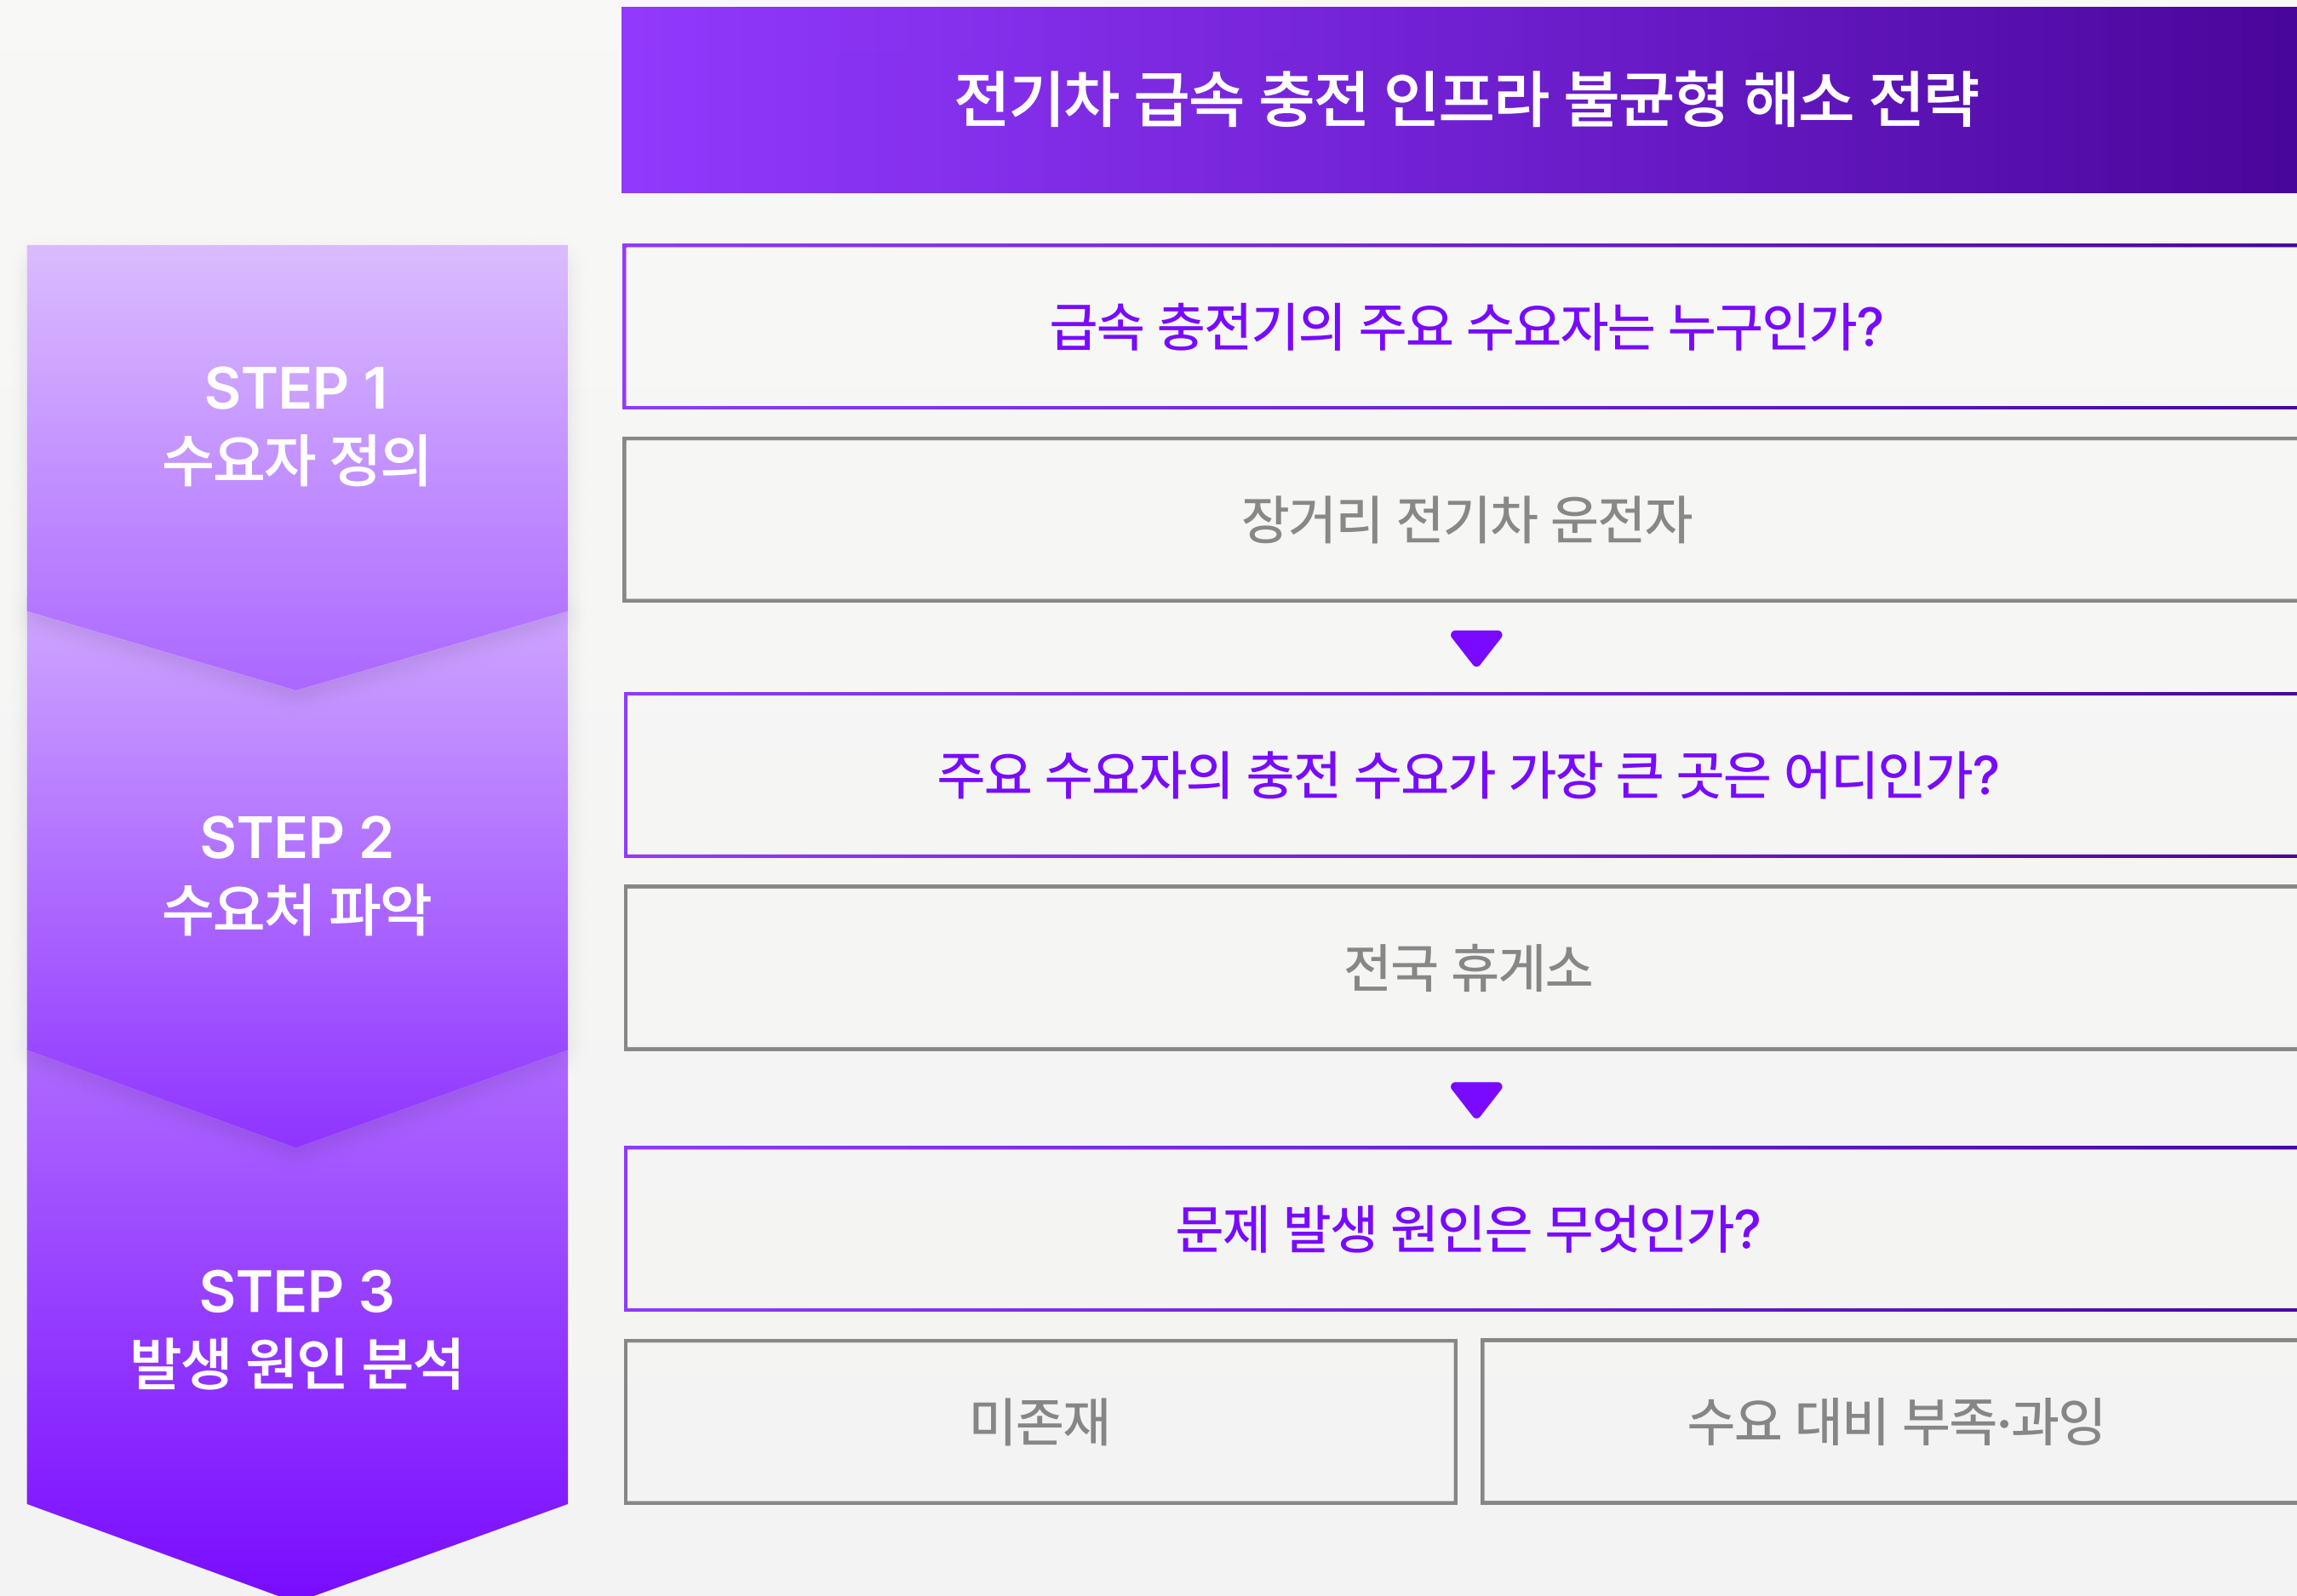 전기차 급속 충전 인프라 불균형 해소 전략
STEP 1
수요자 정의
급속 충전기의 주요 수요자는 누구인가?
장거리 전기차 운전자
STEP 2
수요처 파악
주요 수요자의 충전 수요가 가장 큰 곳은 어디인가?
전국 휴게소
STEP 3
발생 원인 분석
문제 발생 원인은 무엇인가?
미존재
수요 대비 부족·과잉